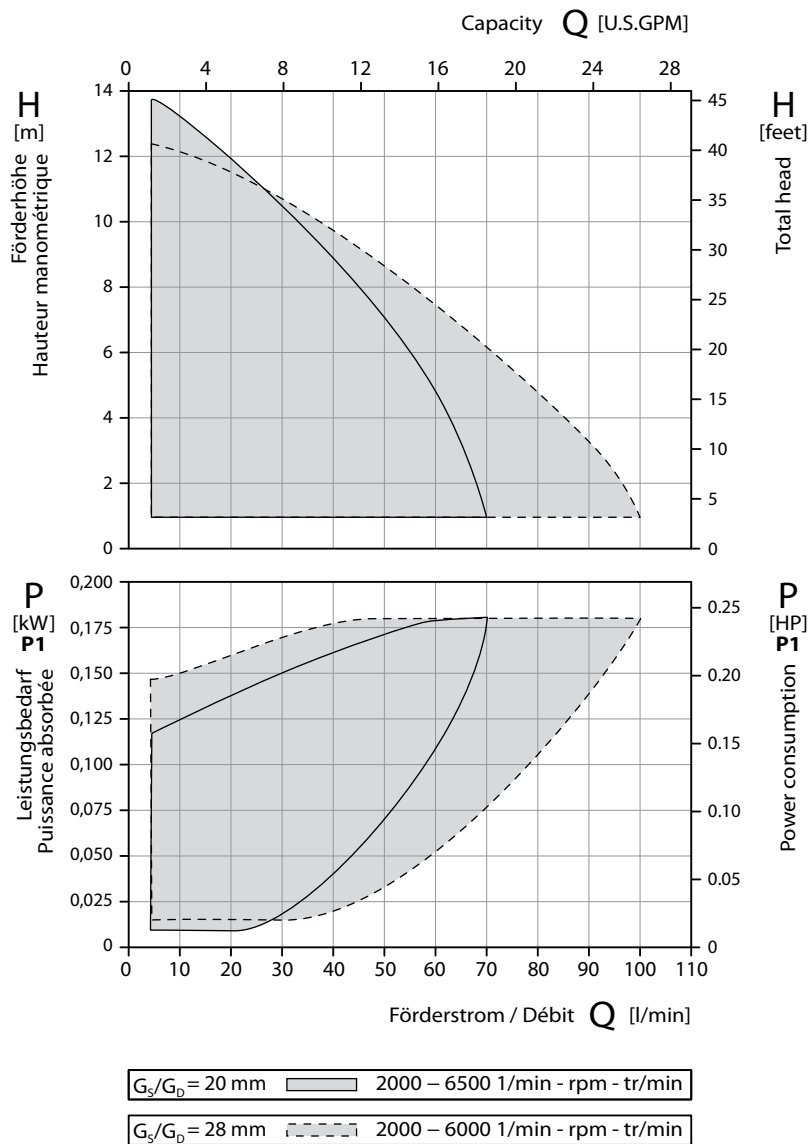 Capacity Q [U.S.GPM]
0 4 8 12 16 20 24 28
H
[m]
Förderhöhe
Hauteur manométrique
14
12
10
8
6
4
2
0
H
[feet]
Total head
45
40
35
30
25
20
15
10
5
0
P
[kW]
P1
Leistungsbedarf
Puissance absorbée
0,200
0,175
0,150
0,125
0,100
0,075
0,050
0,025
0
P
[HP]
P1
Power consumption
0.25
0.20
0.15
0.10
0.05
0
0 10 20 30 40 50 60 70 80 90 100 110
Förderstrom / Débit Q [l/min]
GS/GD = 20 mm 2000 – 6500 1/min - rpm - tr/min
GS/GD = 28 mm 2000 – 6000 1/min - rpm - tr/min